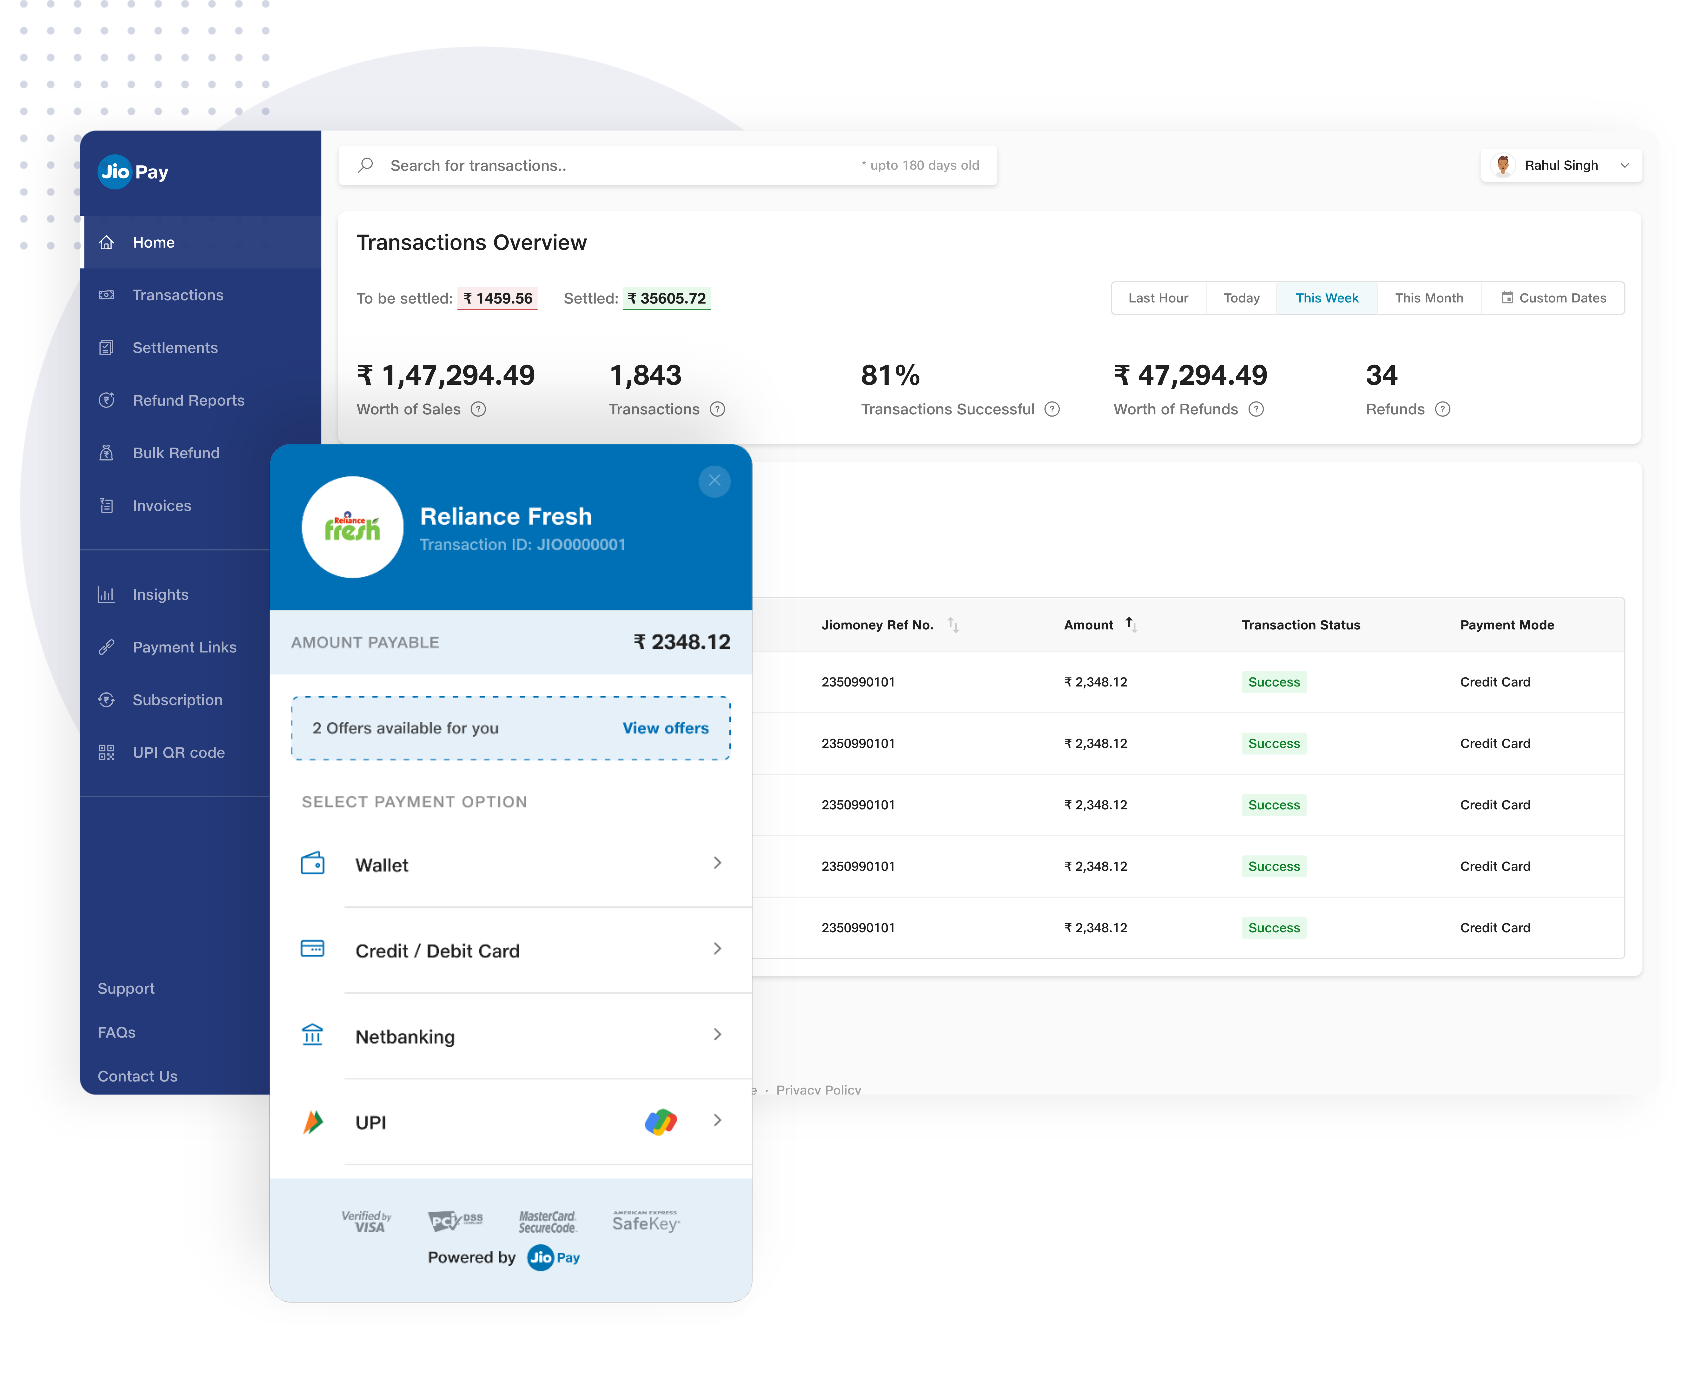 Jio Pay
Search for transactions.. * upto 180 days old
Rahul Singh
Home
Transactions
Settlements
Refund Reports
Bulk Refund
Invoices
Insights
Payment Links
Subscription
UPI QR code
Support
FAQs
Contact Us
Transactions Overview
To be settled: ₹ 1459.56 Settled: ₹ 35605.72
Last Hour Today This Week This Month Custom Dates
₹ 1,47,294.49 1,843 81% ₹ 47,294.49 34
Worth of Sales ? Transactions ? Transactions Successful ? Worth of Refunds ? Refunds ?
Jiomoney Ref No. Amount Transaction Status Payment Mode
2350990101 ₹ 2,348.12 Success Credit Card
2350990101 ₹ 2,348.12 Success Credit Card
2350990101 ₹ 2,348.12 Success Credit Card
2350990101 ₹ 2,348.12 Success Credit Card
2350990101 ₹ 2,348.12 Success Credit Card
· Privacy Policy
Reliance
fresh
Reliance Fresh
Transaction ID: JIO0000001
AMOUNT PAYABLE ₹ 2348.12
2 Offers available for you View offers
SELECT PAYMENT OPTION
Wallet
Credit / Debit Card
Netbanking
UPI
Verified by
VISA
PCI DSS
MasterCard.
SecureCode.
AMERICAN EXPRESS
SafeKey
Powered by Jio Pay